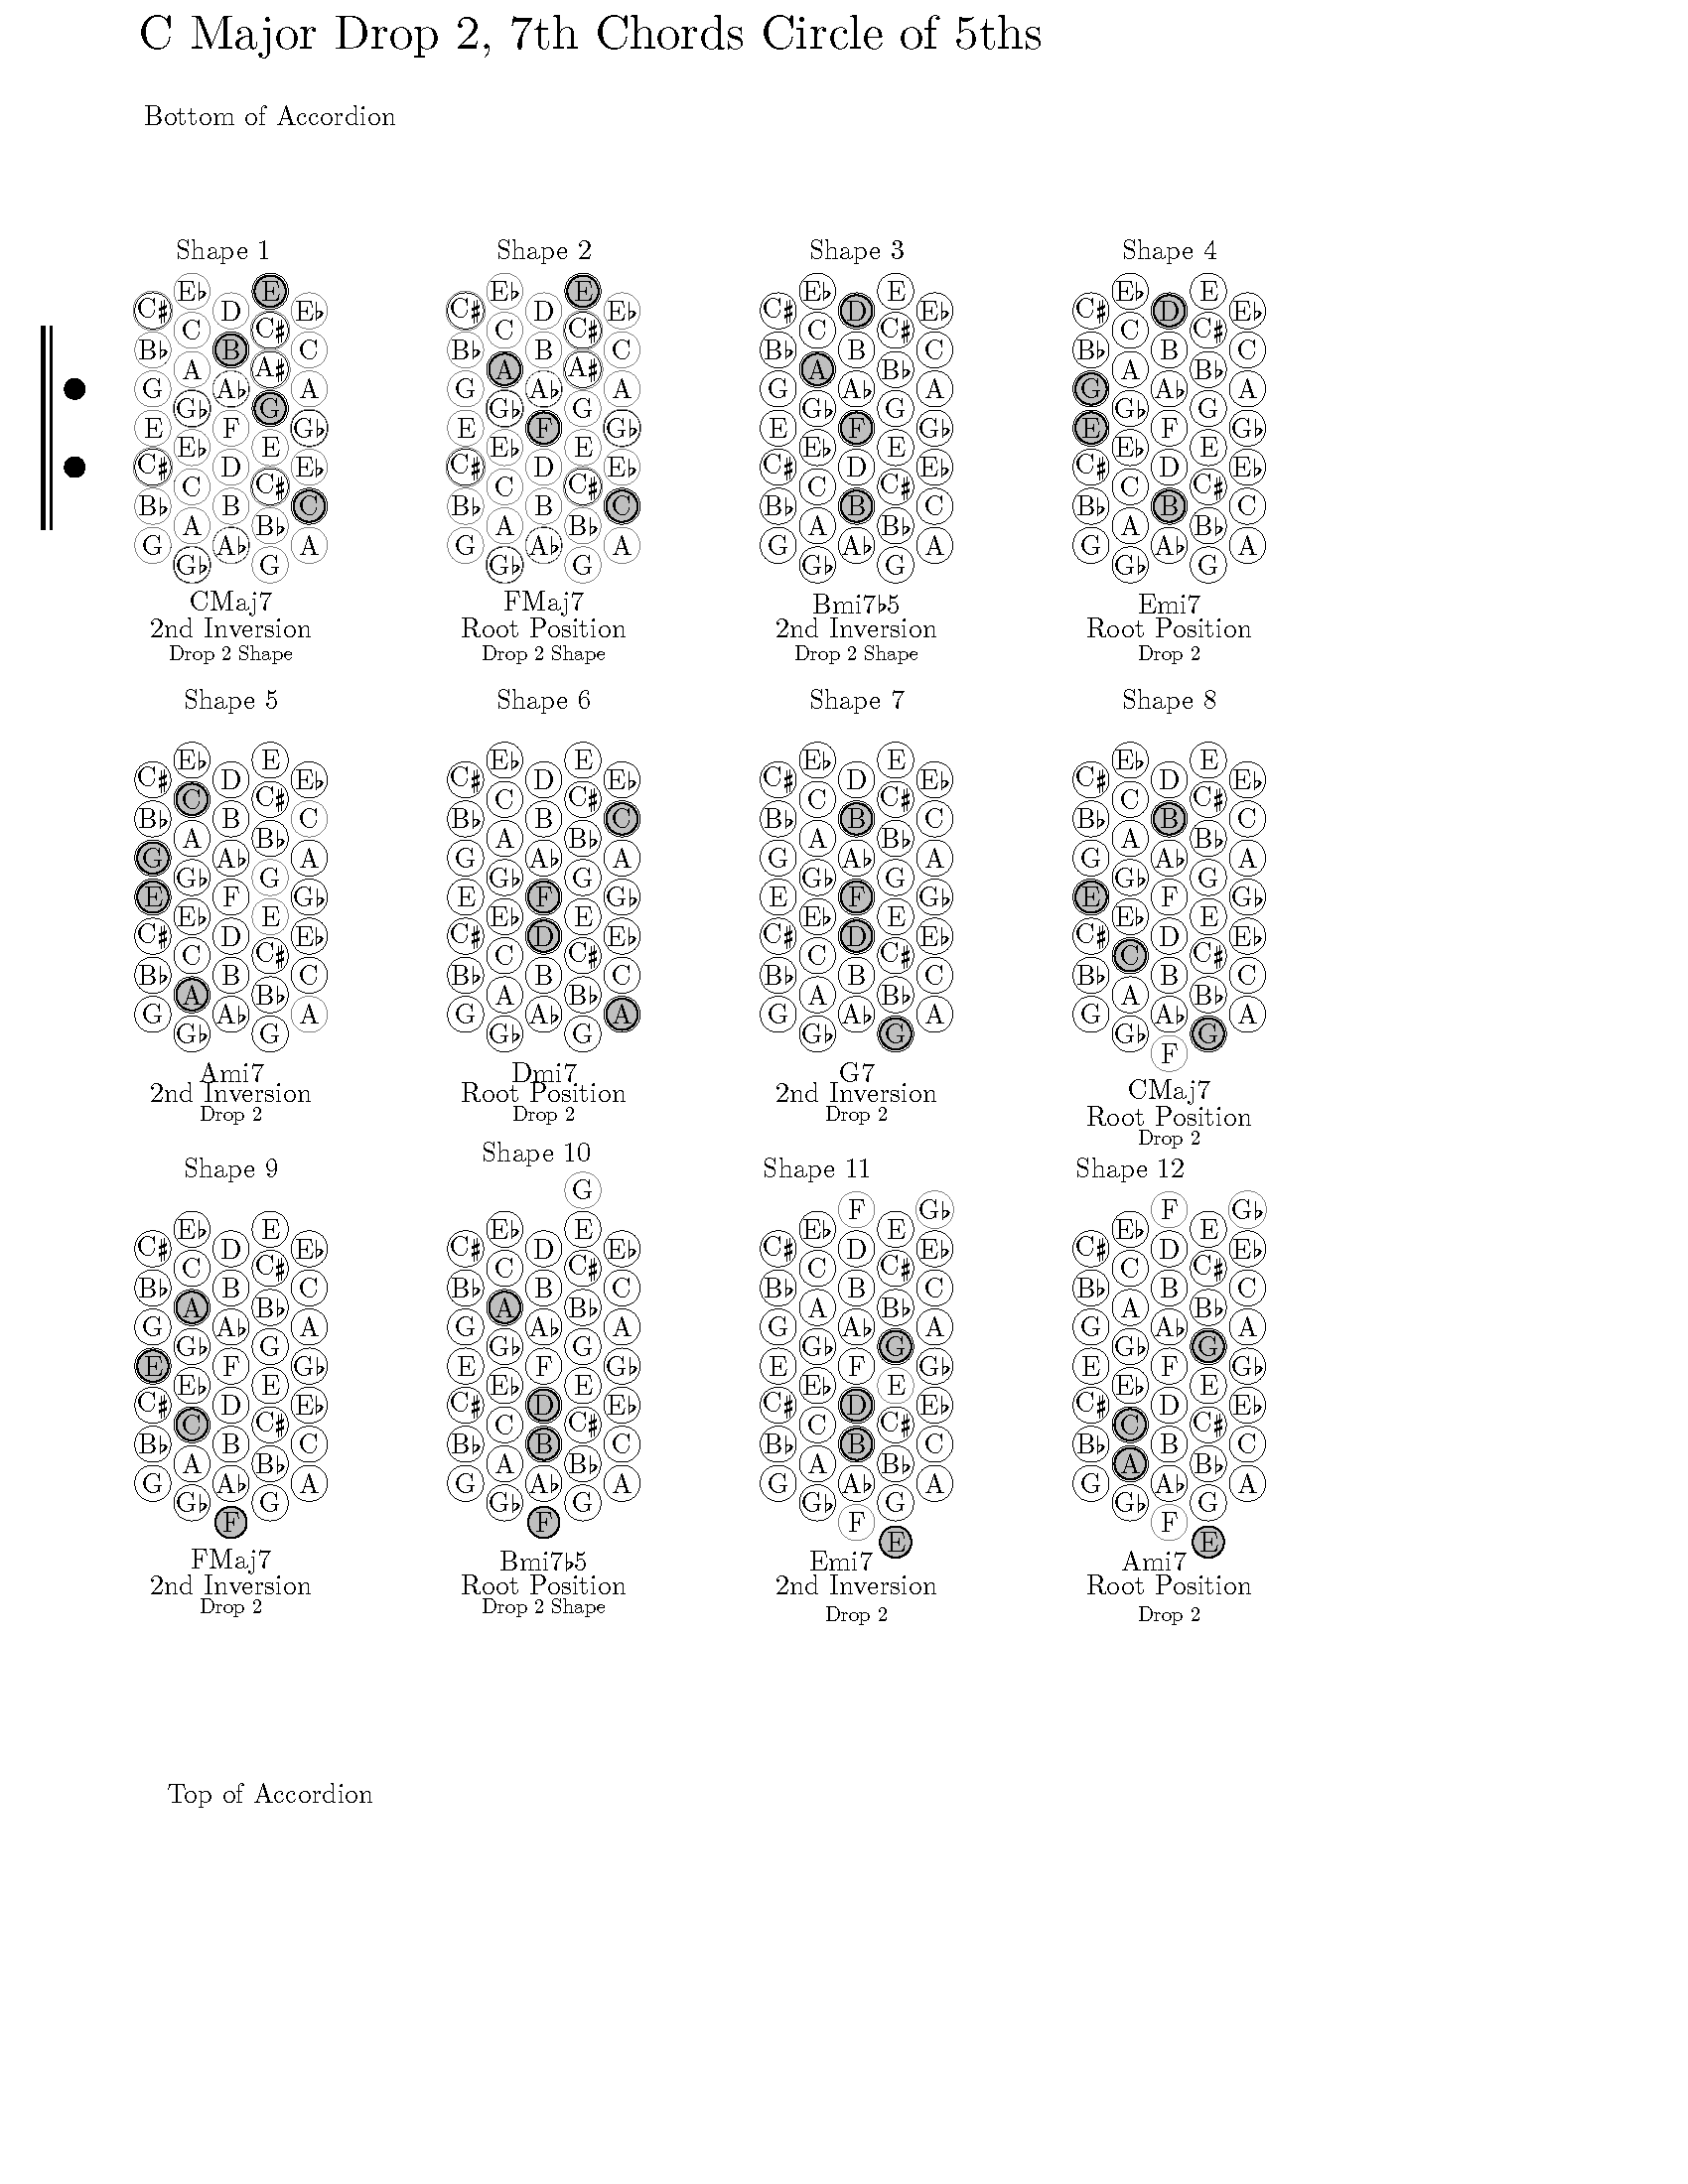 C Major Drop 2, 7th Chords Circle of 5ths
Bottom of Accordion
Shape 1 Shape 2 Shape 3 Shape 4
E♭ E E♭ E E♭ E E♭ E
C♯ D E♭ C♯ D E♭ C♯ D E♭ C♯ D E♭
C C♯ C C♯ C C♯ C C♯
B♭ B C B♭ B C B♭ B C B♭ B C
A A♯ A A♯ A B♭ A B♭
G A♭ A G A♭ A G A♭ A G A♭ A
G♭ G G♭ G G♭ G G♭ G
E F G♭ E F G♭ E F G♭ E F G♭
E♭ E E♭ E E♭ E E♭ E
C♯ D E♭ C♯ D E♭ C♯ D E♭ C♯ D E♭
C C♯ C C♯ C C♯ C C♯
B♭ B C B♭ B C B♭ B C B♭ B C
A B♭ A B♭ A B♭ A B♭
G A♭ A G A♭ A G A♭ A G A♭ A
G♭ G G♭ G G♭ G G♭ G
CMaj7 FMaj7 Bmi7♭5 Emi7
2nd Inversion Root Position 2nd Inversion Root Position
Drop 2 Shape Drop 2 Shape Drop 2 Shape Drop 2
Shape 5 Shape 6 Shape 7 Shape 8
E♭ E E♭ E E♭ E E♭ E
C♯ D E♭ C♯ D E♭ C♯ D E♭ C♯ D E♭
C C♯ C C♯ C C♯ C C♯
B♭ B C B♭ B C B♭ B C B♭ B C
A B♭ A B♭ A B♭ A B♭
G A♭ A G A♭ A G A♭ A G A♭ A
G♭ G G♭ G G♭ G G♭ G
E F G♭ E F G♭ E F G♭ E F G♭
E♭ E E♭ E E♭ E E♭ E
C♯ D E♭ C♯ D E♭ C♯ D E♭ C♯ D E♭
C C♯ C C♯ C C♯ C C♯
B♭ B C B♭ B C B♭ B C B♭ B C
A B♭ A B♭ A B♭ A B♭
G A♭ A G A♭ A G A♭ A G A♭ A
G♭ G G♭ G G♭ G G♭ G
F
Ami7 Dmi7 G7 CMaj7
2nd Inversion Root Position 2nd Inversion Root Position
Drop 2 Drop 2 Drop 2 Drop 2
Shape 9 Shape 10 Shape 11 Shape 12
G
F G♭ F G♭
E♭ E E♭ E E♭ E E♭ E
C♯ D E♭ C♯ D E♭ C♯ D E♭ C♯ D E♭
C C♯ C C♯ C C♯ C C♯
B♭ B C B♭ B C B♭ B C B♭ B C
A B♭ A B♭ A B♭ A B♭
G A♭ A G A♭ A G A♭ A G A♭ A
G♭ G G♭ G G♭ G G♭ G
E F G♭ E F G♭ E F G♭ E F G♭
E♭ E E♭ E E♭ E E♭ E
C♯ D E♭ C♯ D E♭ C♯ D E♭ C♯ D E♭
C C♯ C C♯ C C♯ C C♯
B♭ B C B♭ B C B♭ B C B♭ B C
A B♭ A B♭ A B♭ A B♭
G A♭ A G A♭ A G A♭ A G A♭ A
G♭ G G♭ G G♭ G G♭ G
F F F F
E E
FMaj7 Bmi7♭5 Emi7 Ami7
2nd Inversion Root Position 2nd Inversion Root Position
Drop 2 Drop 2 Shape Drop 2 Drop 2
Top of Accordion